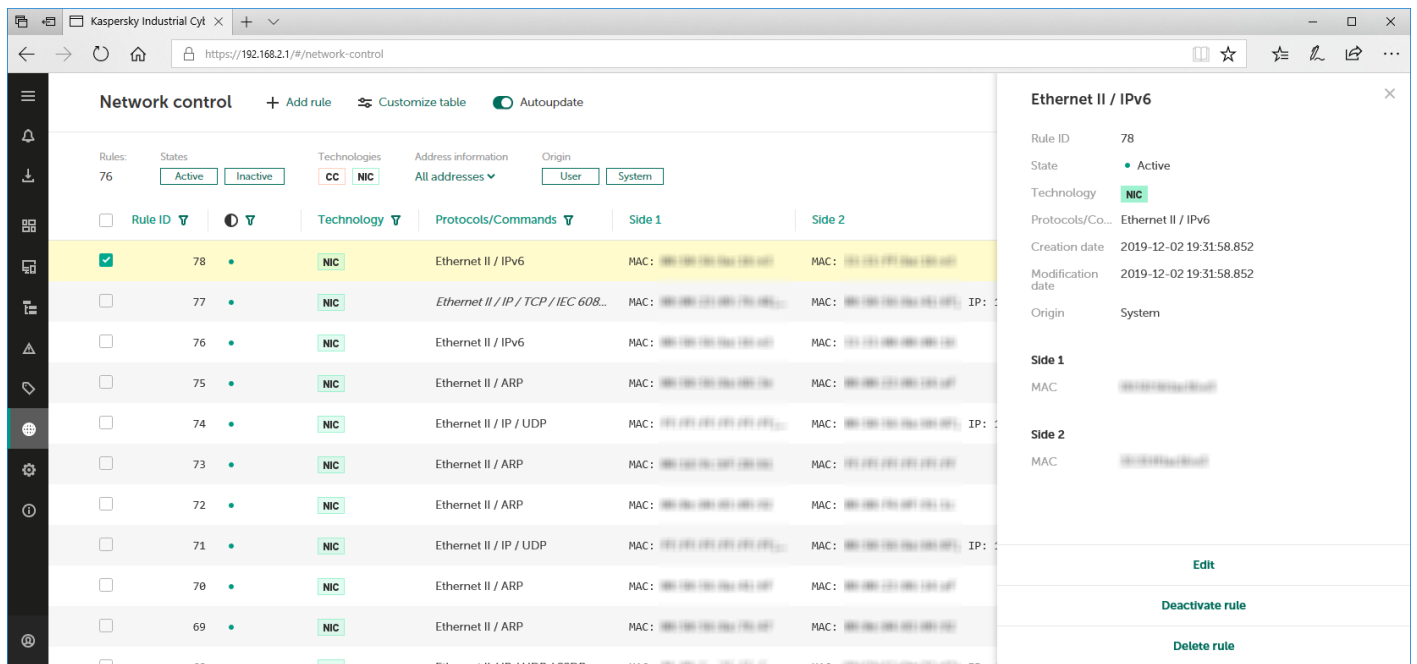 Kaspersky Industrial Cyt
https://192.168.2.1/#/network-control
Network control
Add rule
Customize table
Autoupdate
Rules: States Technologies Address information Origin
76 Active Inactive CC NIC All addresses User System
Rule ID Technology Protocols/Commands Side 1 Side 2
78 NIC Ethernet II / IPv6 MAC: MAC:
77 NIC Ethernet II / IP / TCP / IEC 608... MAC: MAC: IP: 1
76 NIC Ethernet II / IPv6 MAC: MAC:
75 NIC Ethernet II / ARP MAC: MAC:
74 NIC Ethernet II / IP / UDP MAC: MAC: IP: 1
73 NIC Ethernet II / ARP MAC: MAC:
72 NIC Ethernet II / ARP MAC: MAC:
71 NIC Ethernet II / IP / UDP MAC: MAC: IP: 1
70 NIC Ethernet II / ARP MAC: MAC:
69 NIC Ethernet II / ARP MAC: MAC:
Ethernet II / IPv6
Rule ID 78
State Active
Technology NIC
Protocols/Co... Ethernet II / IPv6
Creation date 2019-12-02 19:31:58.852
Modification date 2019-12-02 19:31:58.852
Origin System
Side 1
MAC
Side 2
MAC
Edit
Deactivate rule
Delete rule